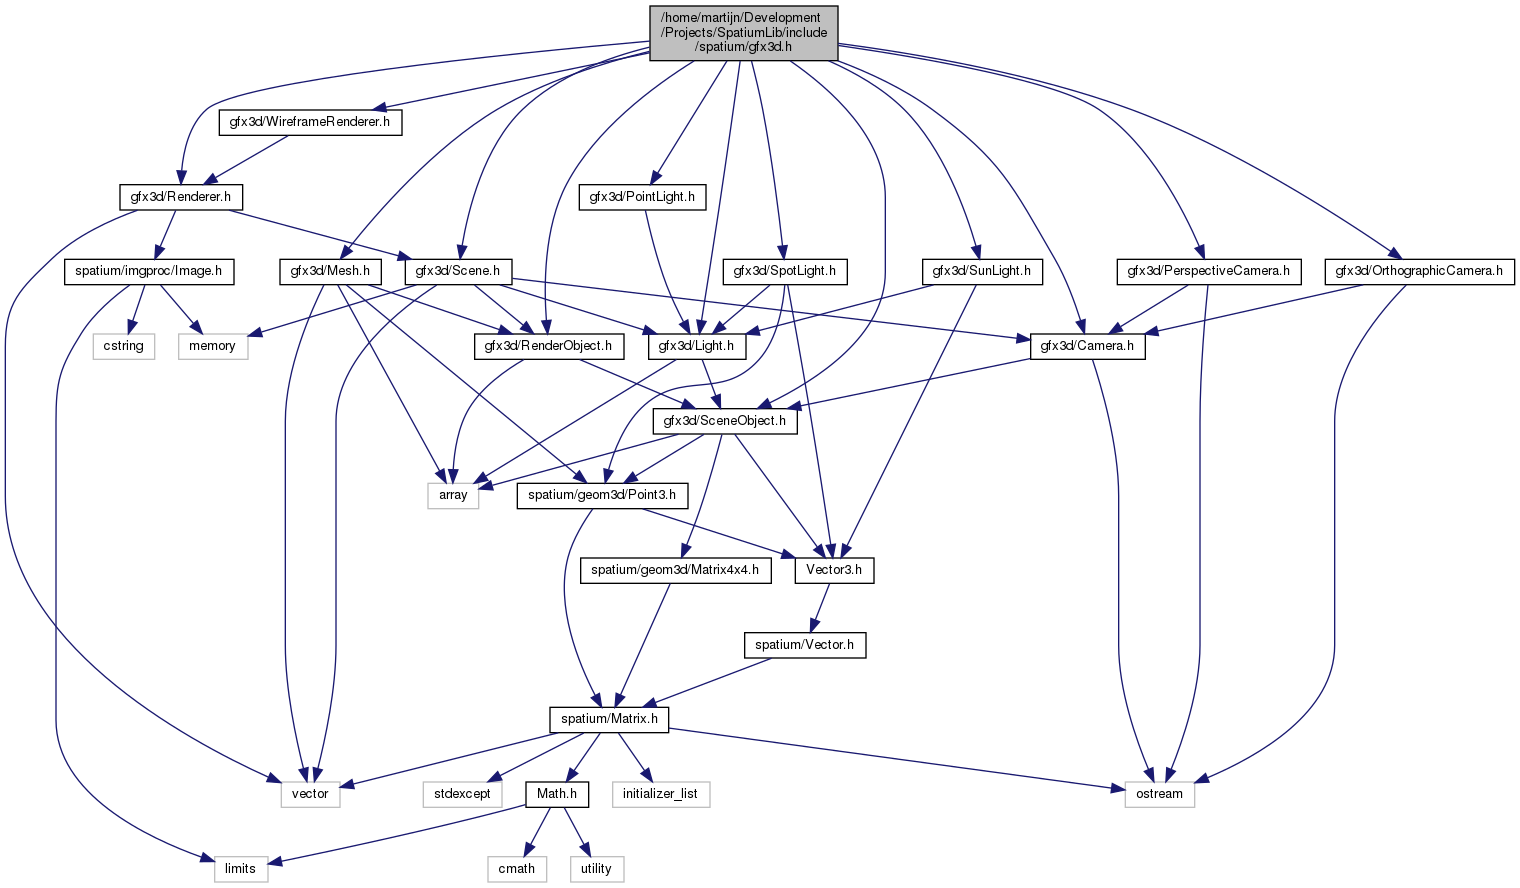 /home/martijn/Development
/Projects/SpatiumLib/include
/spatium/gfx3d.h
gfx3d/WireframeRenderer.h
gfx3d/Renderer.h
gfx3d/PointLight.h
spatium/imgproc/Image.h
gfx3d/Mesh.h
gfx3d/Scene.h
gfx3d/SpotLight.h
gfx3d/SunLight.h
gfx3d/PerspectiveCamera.h
gfx3d/OrthographicCamera.h
cstring
memory
gfx3d/RenderObject.h
gfx3d/Light.h
gfx3d/Camera.h
gfx3d/SceneObject.h
array
spatium/geom3d/Point3.h
spatium/geom3d/Matrix4x4.h
Vector3.h
spatium/Vector.h
spatium/Matrix.h
vector
stdexcept
Math.h
initializer_list
ostream
limits
cmath
utility